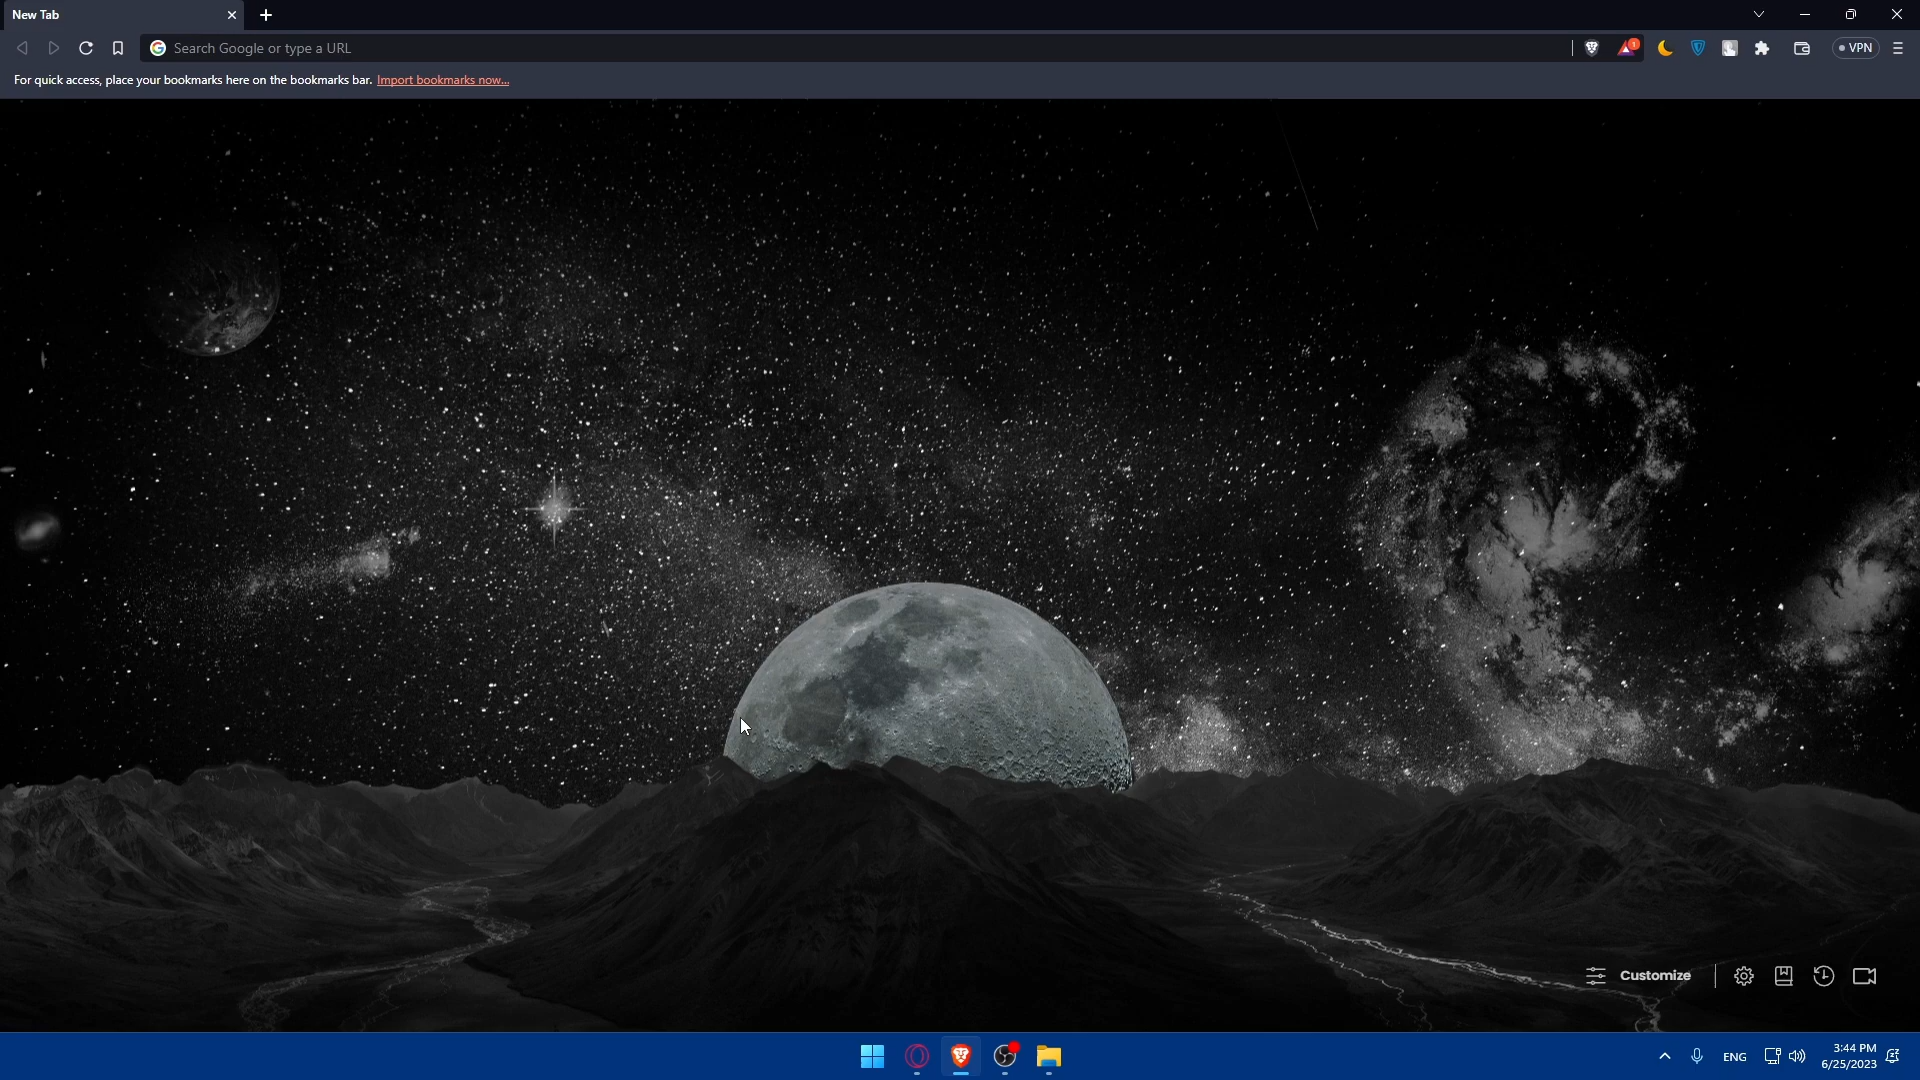 New Tab
Search Google or type a URL
1
VPN
For quick access, place your bookmarks here on the bookmarks bar. Import bookmarks now...
Customize
ENG
3:44 PM
6/25/2023